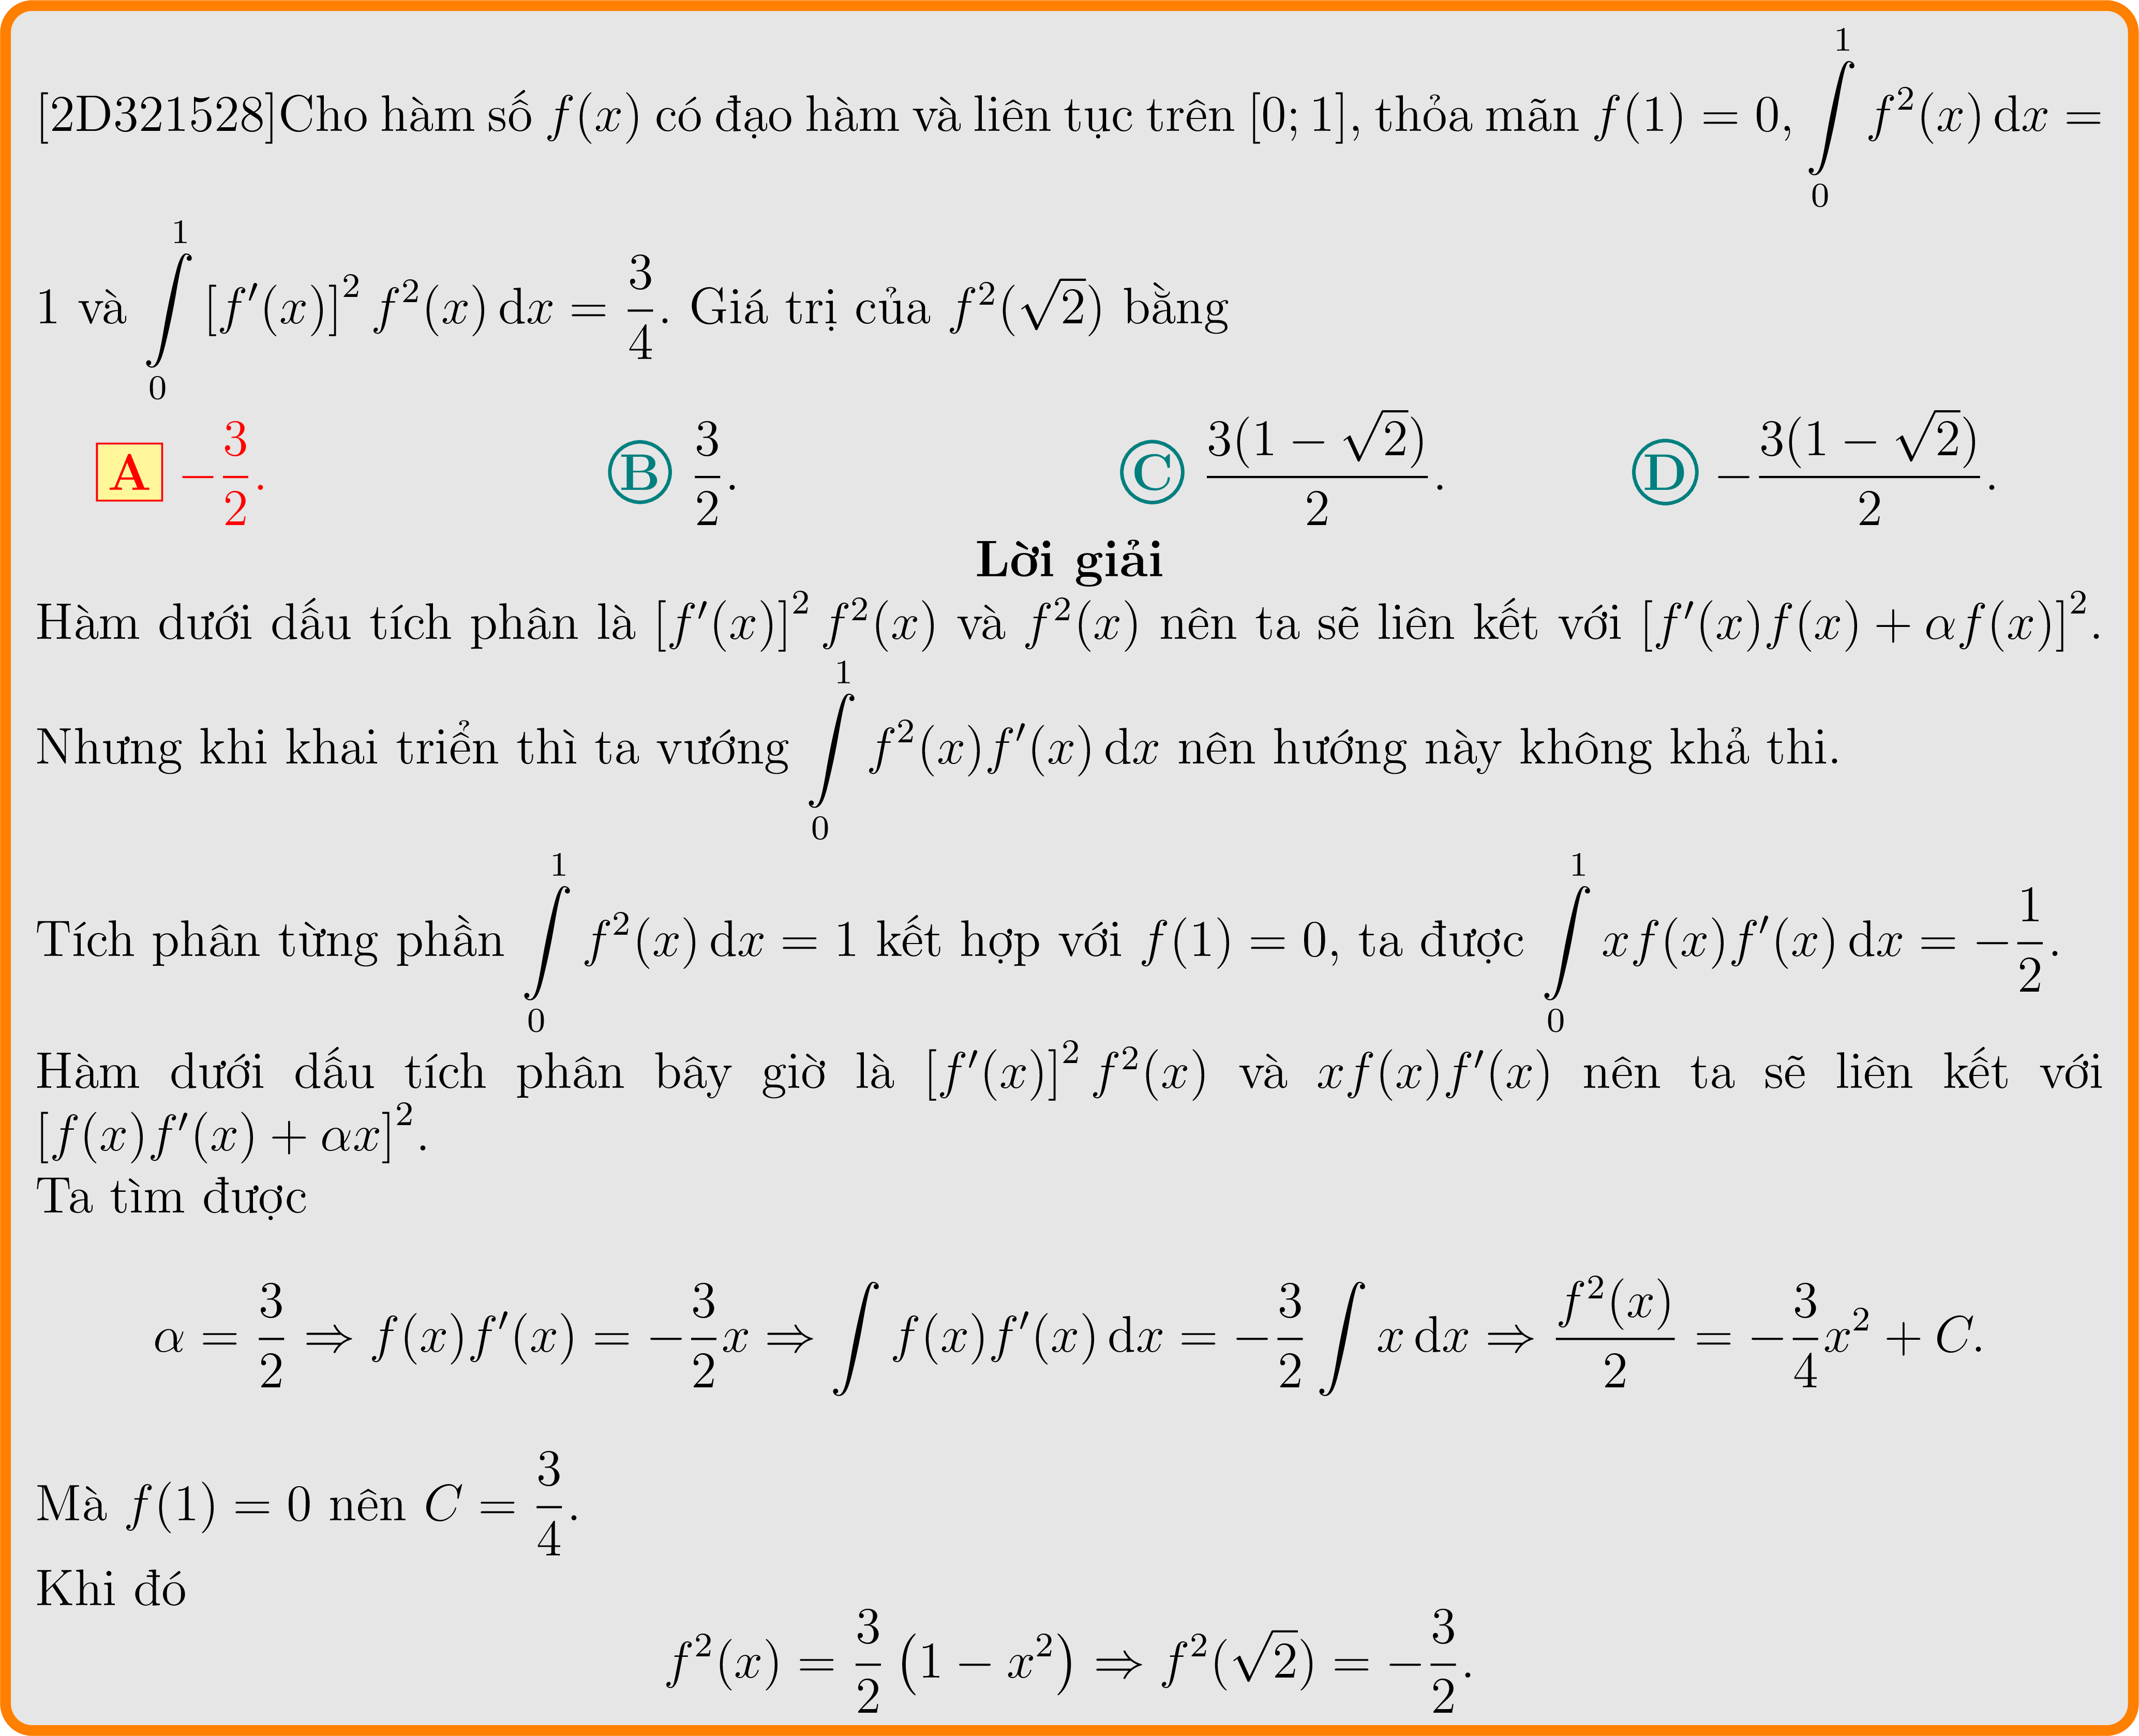 [2D321528]Cho hàm số $f(x)$ có đạo hàm và liên tục trên $[0; 1]$, thỏa mãn $f(1) = 0$, $\int\limits_0^1 f^2(x)\,\mathrm{d}x =$
$1$ và $\int\limits_0^1 [f'(x)]^2 f^2(x)\,\mathrm{d}x = \frac{3}{4}$. Giá trị của $f^2(\sqrt{2})$ bằng
A $-\frac{3}{2}$. B $\frac{3}{2}$. C $\frac{3(1-\sqrt{2})}{2}$. D $-\frac{3(1-\sqrt{2})}{2}$.
Lời giải
Hàm dưới dấu tích phân là $[f'(x)]^2 f^2(x)$ và $f^2(x)$ nên ta sẽ liên kết với $[f'(x)f(x) + \alpha f(x)]^2$.
Nhưng khi khai triển thì ta vướng $\int\limits_0^1 f^2(x)f'(x)\,\mathrm{d}x$ nên hướng này không khả thi.
Tích phân từng phần $\int\limits_0^1 f^2(x)\,\mathrm{d}x = 1$ kết hợp với $f(1) = 0$, ta được $\int\limits_0^1 xf(x)f'(x)\,\mathrm{d}x = -\frac{1}{2}$.
Hàm dưới dấu tích phân bây giờ là $[f'(x)]^2 f^2(x)$ và $xf(x)f'(x)$ nên ta sẽ liên kết với
$[f(x)f'(x) + \alpha x]^2$.
Ta tìm được
$\alpha = \frac{3}{2} \Rightarrow f(x)f'(x) = -\frac{3}{2}x \Rightarrow \int f(x)f'(x)\,\mathrm{d}x = -\frac{3}{2}\int x\,\mathrm{d}x \Rightarrow \frac{f^2(x)}{2} = -\frac{3}{4}x^2 + C.$
Mà $f(1) = 0$ nên $C = \frac{3}{4}$.
Khi đó
$f^2(x) = \frac{3}{2}\left(1 - x^2\right) \Rightarrow f^2(\sqrt{2}) = -\frac{3}{2}.$